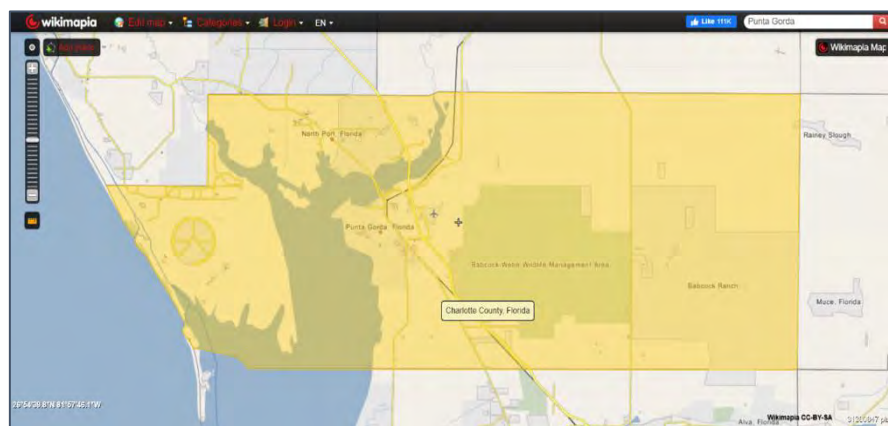 wikimapia
Edit map
Categories
Login
EN
Like 111K
Punta Gorda
Add place
Wikimapia Map
North Port, Florida
Rainey Slough
Punta Gorda, Florida
Babcock-Webb Wildlife Management Area
Babcock Ranch
Muce, Florida
Charlotte County, Florida
Alva, Florida
Wikimapia CC-BY-SA